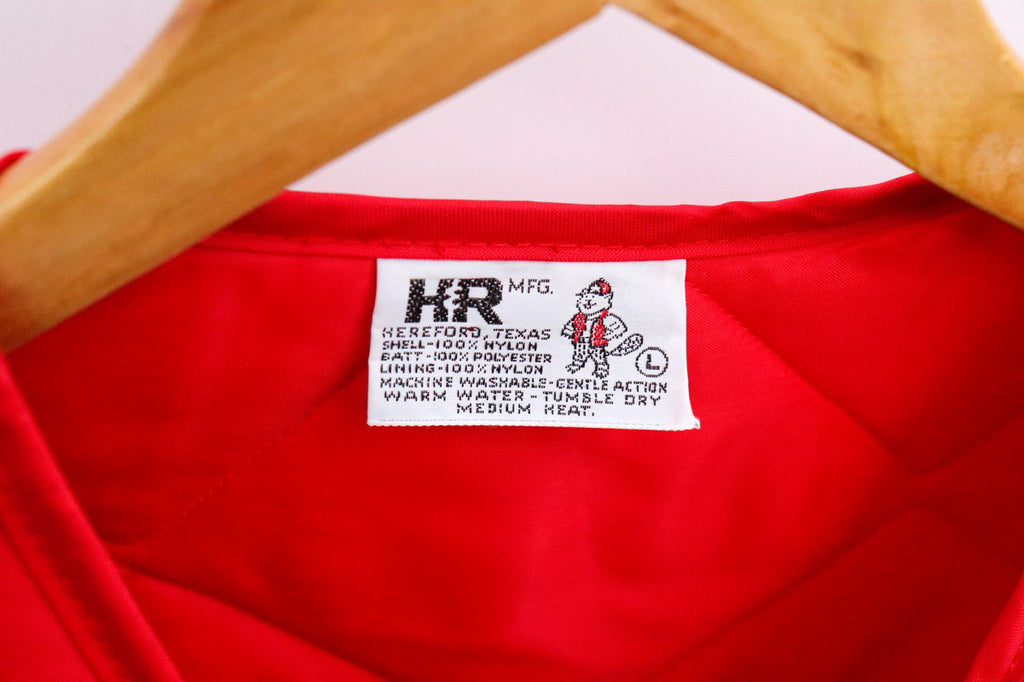 HR MFG.
HEREFORD, TEXAS
SHELL-100% NYLON
BATT-100% POLYESTER
LINING-100% NYLON
MACHINE WASHABLE-GENTLE ACTION
WARM WATER-TUMBLE DRY
MEDIUM HEAT.
L